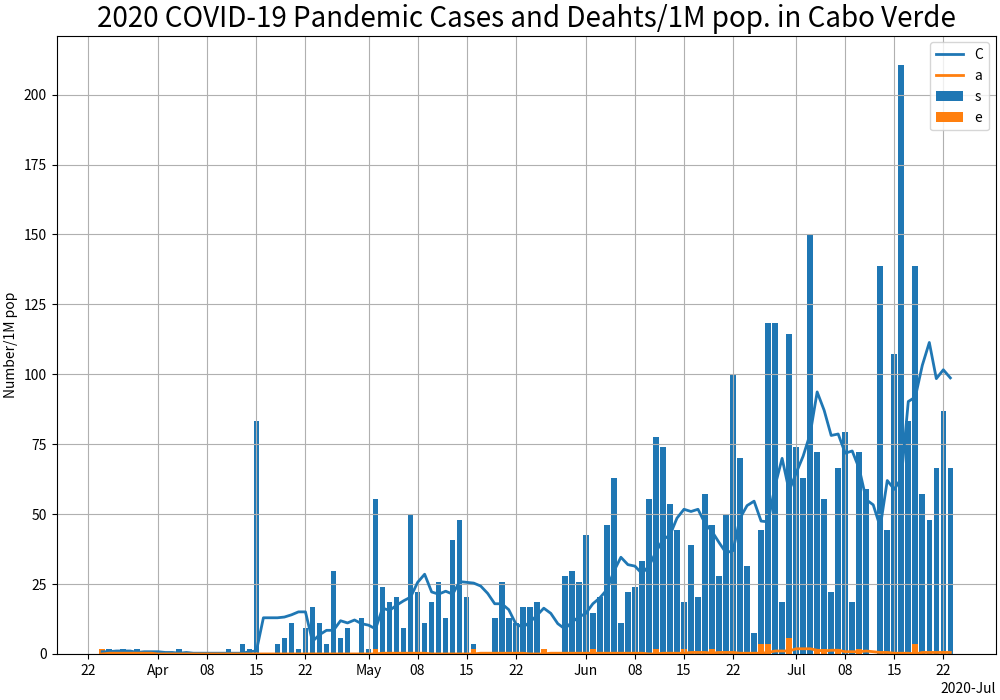 2020 COVID-19 Pandemic Cases and Deahts/1M pop. in Cabo Verde
C
a
s
e
200
175
150
125
100
75
50
25
0
Number/1M pop
22 Apr 08 15 22 May 08 15 22 Jun 08 15 22 Jul 08 15 22
2020-Jul